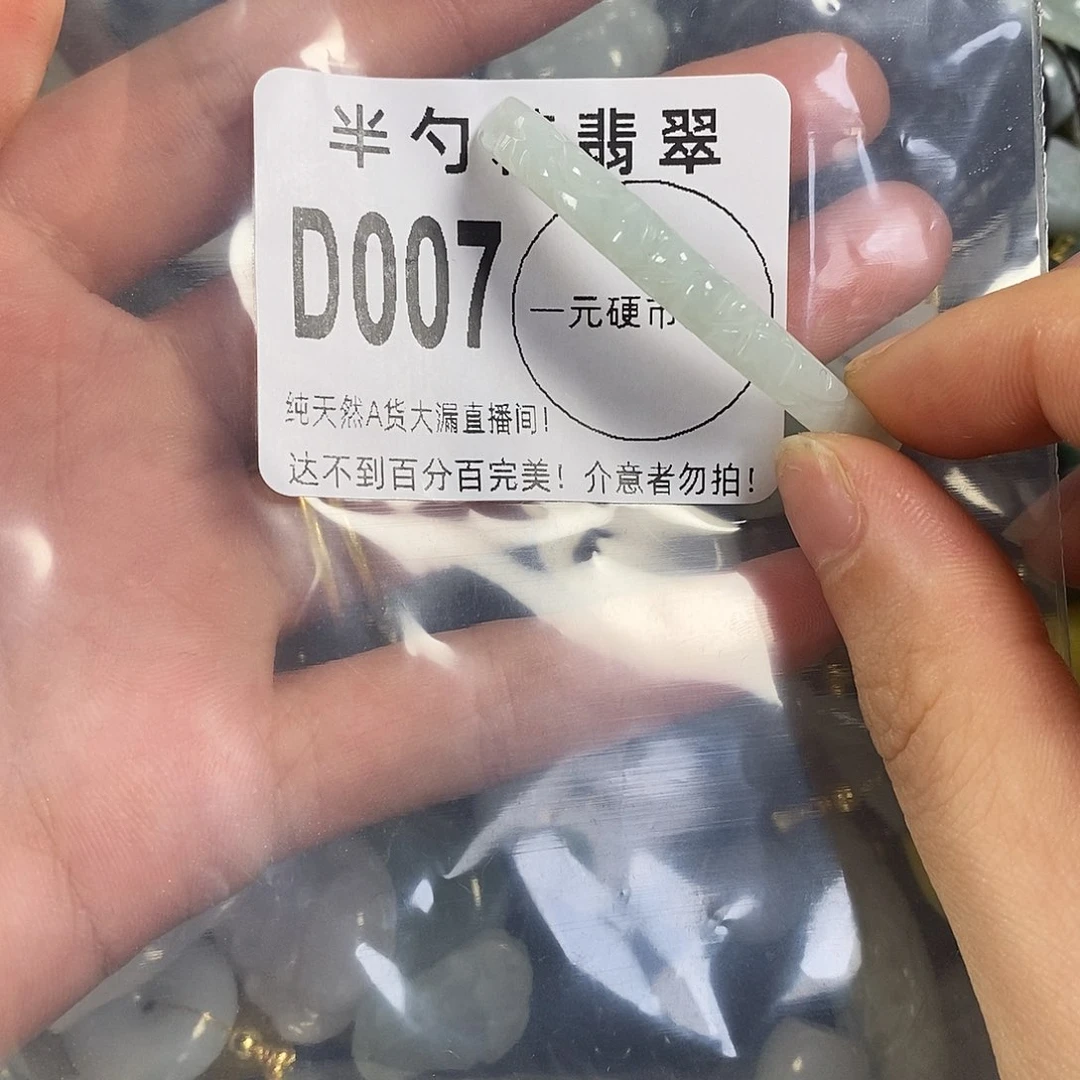 半勺 翡翠
D007
一元硬币
纯天然A货大漏直播间!
达不到百分百完美!介意者勿拍!